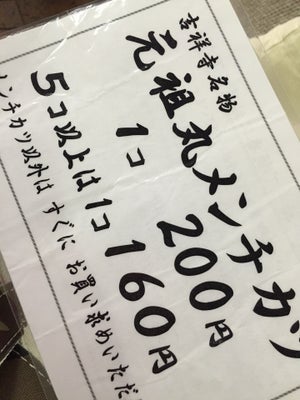 吉祥寺名物
元祖丸メンチカツ
1コ 200円
5コ以上は1コ160円
メンチカツ以外は すぐに お買い求めいただ